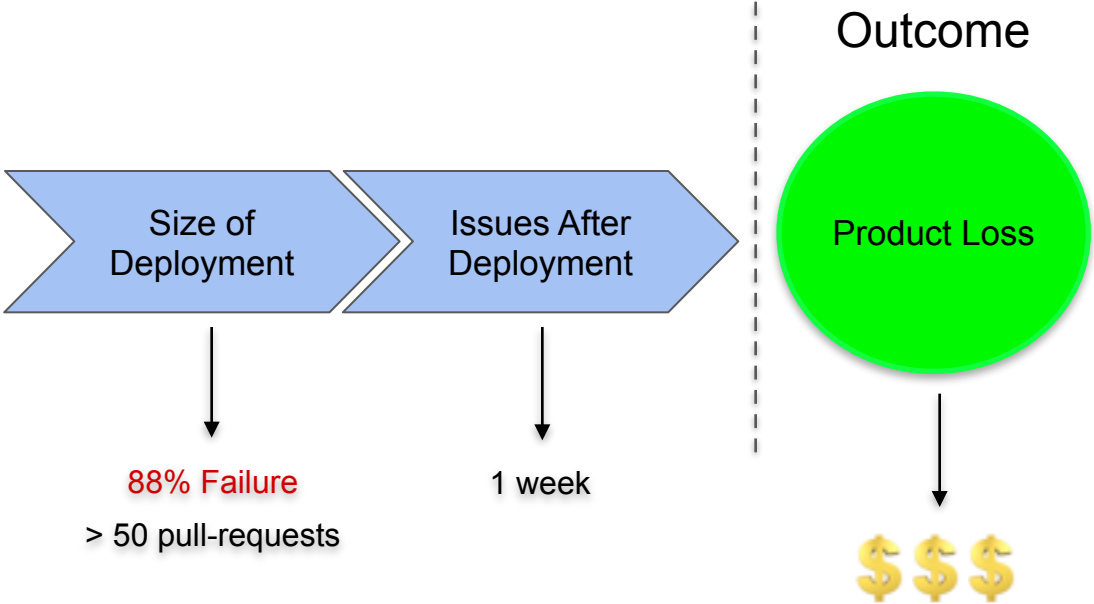 Outcome
Size of
Deployment
Issues After
Deployment
Product Loss
88% Failure
> 50 pull-requests
1 week
$ $ $